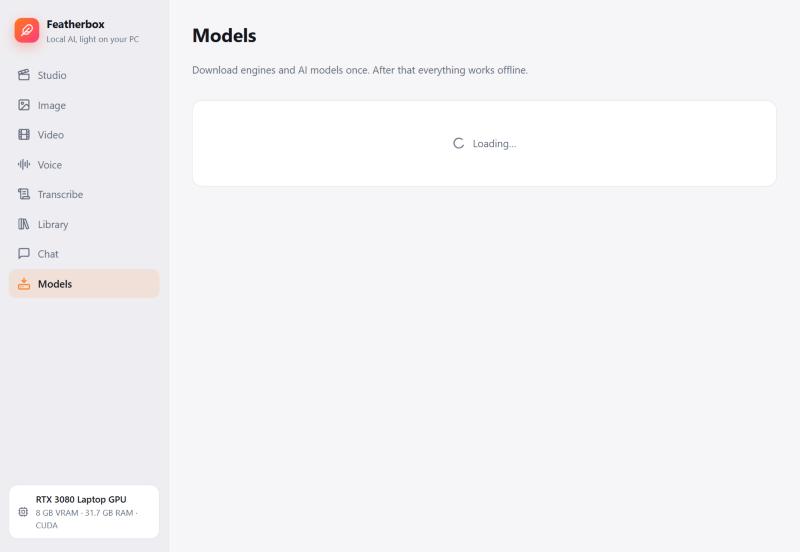 Featherbox
Local AI, light on your PC
Studio
Image
Video
Voice
Transcribe
Library
Chat
Models
RTX 3080 Laptop GPU
8 GB VRAM · 31.7 GB RAM ·
CUDA
Models
Download engines and AI models once. After that everything works offline.
Loading...